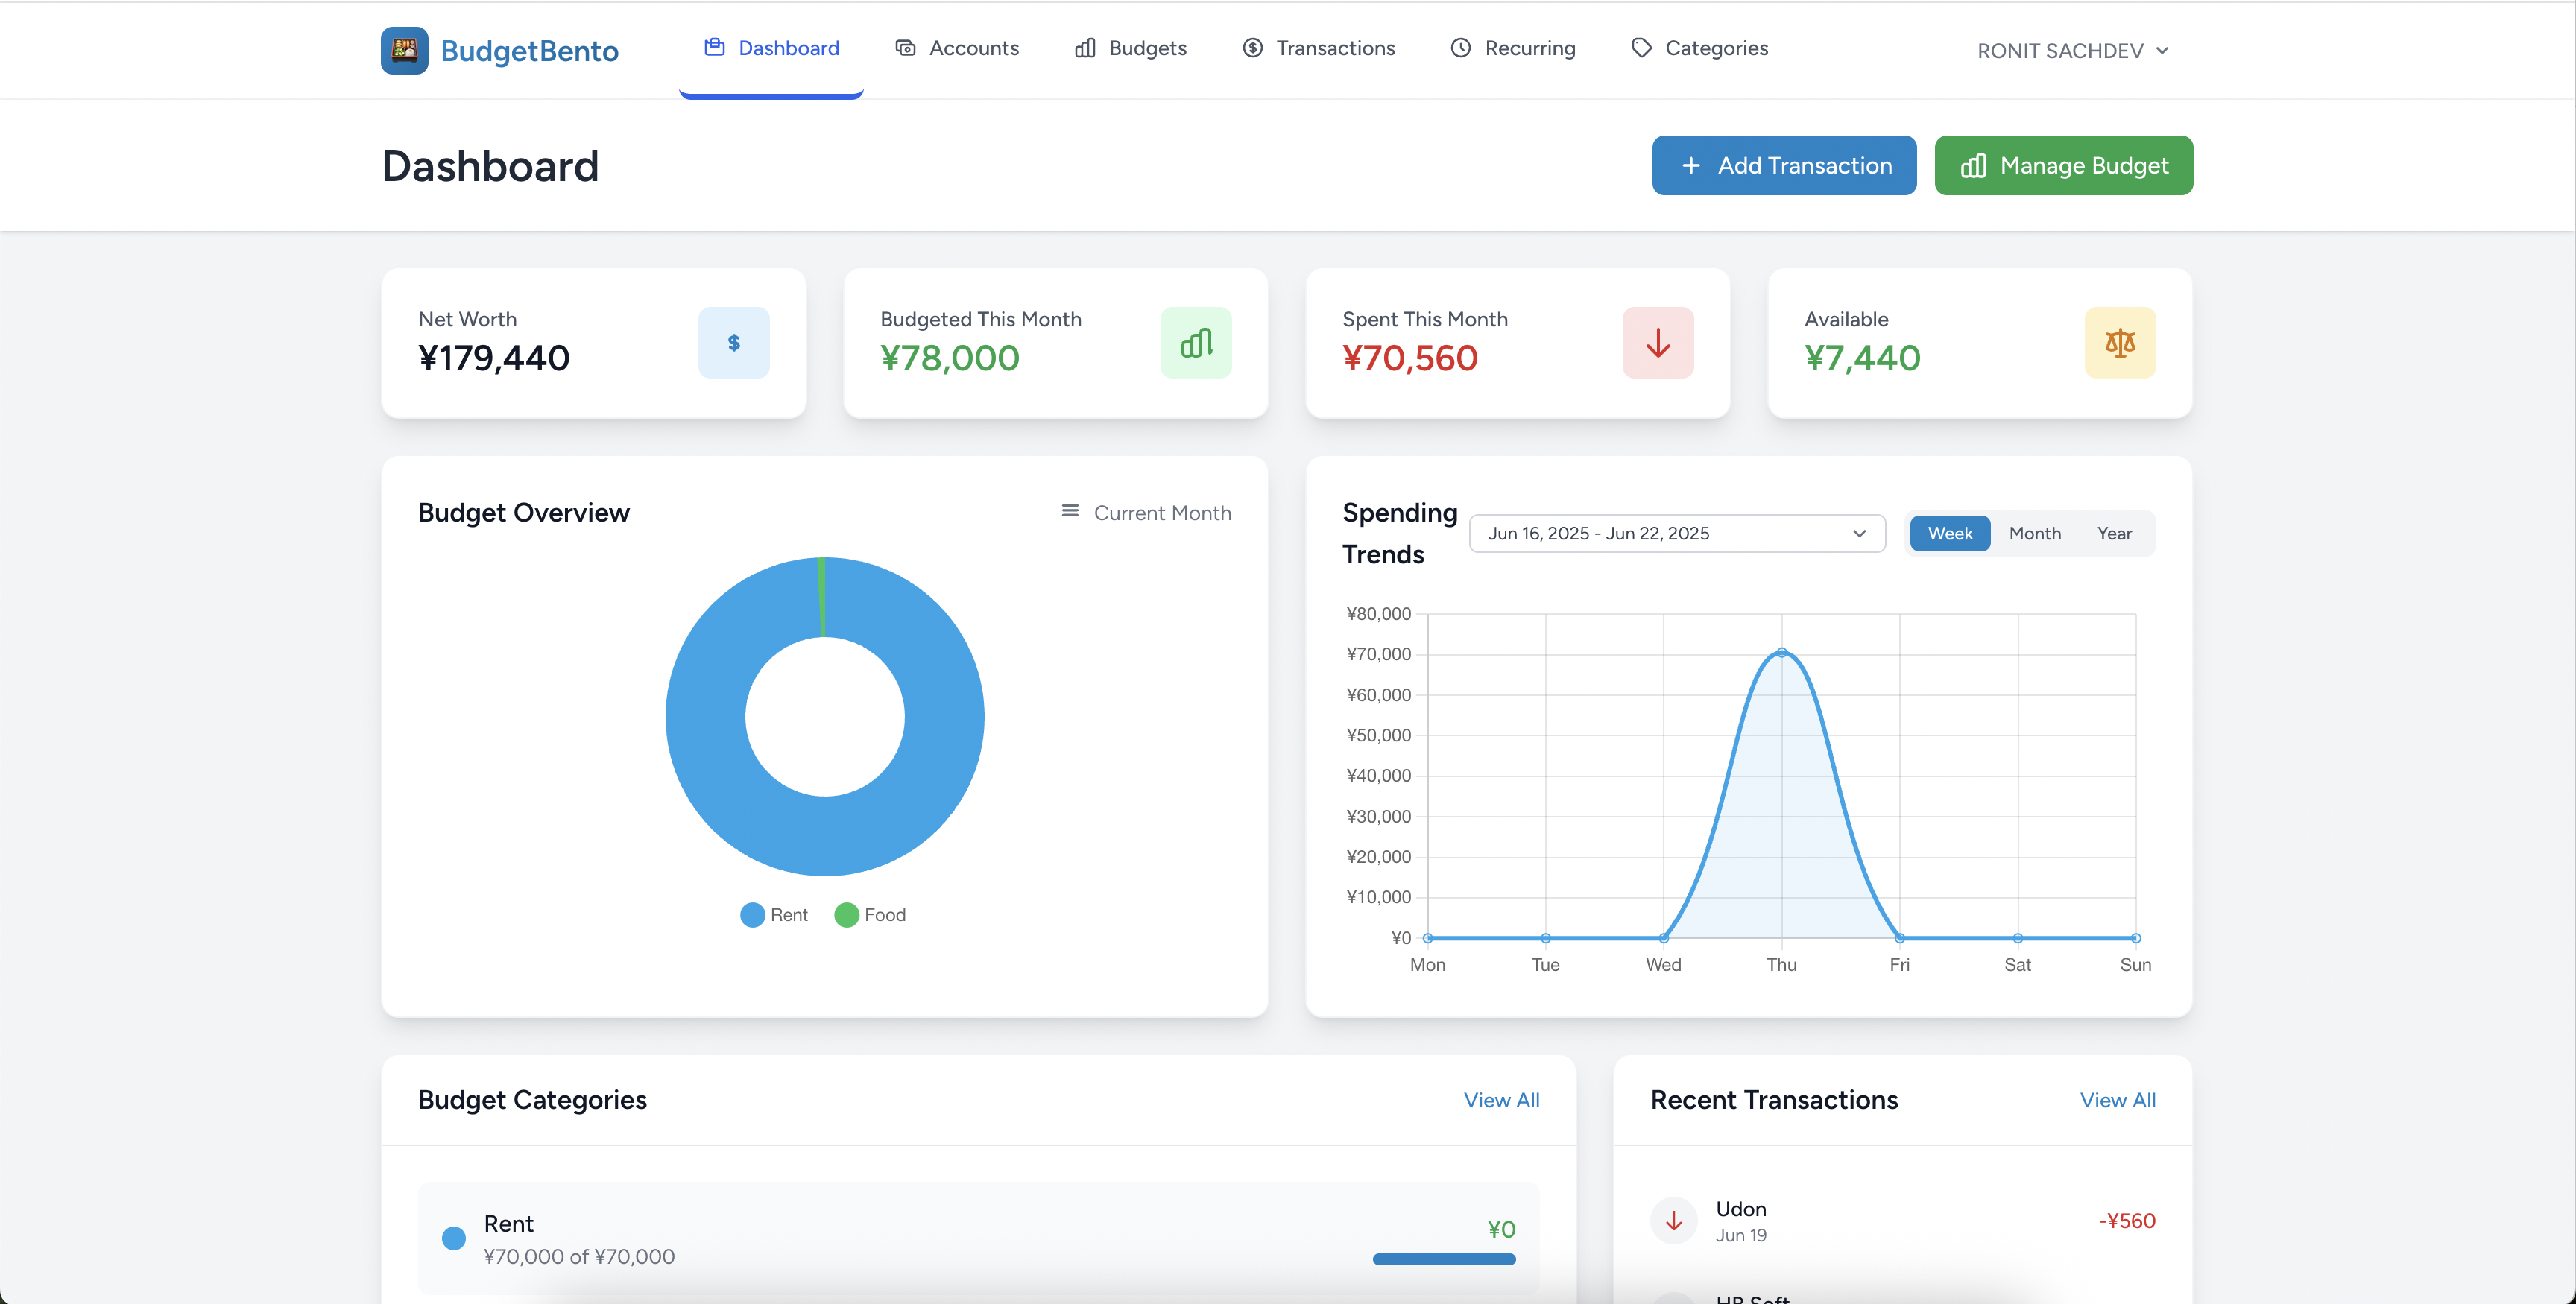 BudgetBento
Dashboard
Accounts
Budgets
Transactions
Recurring
Categories
RONIT SACHDEV
Dashboard
+ Add Transaction
Manage Budget
Net Worth
¥179,440
$
Budgeted This Month
¥78,000
Spent This Month
¥70,560
Available
¥7,440
Budget Overview
Current Month
Rent
Food
Spending
Trends
Jun 16, 2025 - Jun 22, 2025
Week
Month
Year
¥80,000
¥70,000
¥60,000
¥50,000
¥40,000
¥30,000
¥20,000
¥10,000
¥0
Mon
Tue
Wed
Thu
Fri
Sat
Sun
Budget Categories
View All
Rent
¥70,000 of ¥70,000
¥0
Recent Transactions
View All
Udon
Jun 19
-¥560